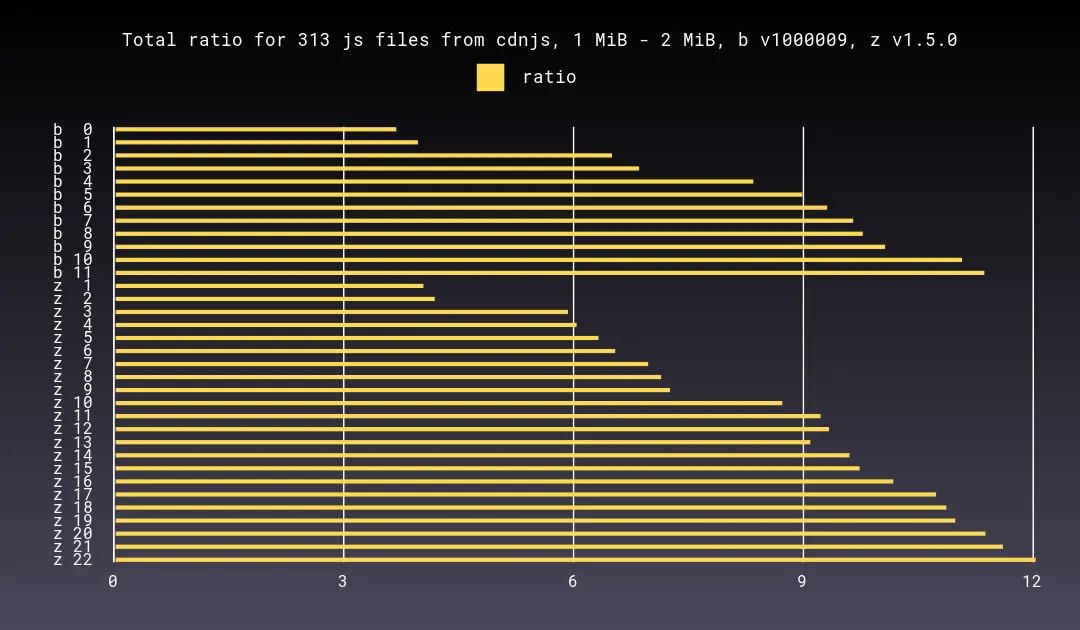 Total ratio for 313 js files from cdnjs, 1 MiB - 2 MiB, b v1000009, z v1.5.0
ratio
b 0
b 1
b 2
b 3
b 4
b 5
b 6
b 7
b 8
b 9
b 10
b 11
z 1
z 2
z 3
z 4
z 5
z 6
z 7
z 8
z 9
z 10
z 11
z 12
z 13
z 14
z 15
z 16
z 17
z 18
z 19
z 20
z 21
z 22
0 3 6 9 12